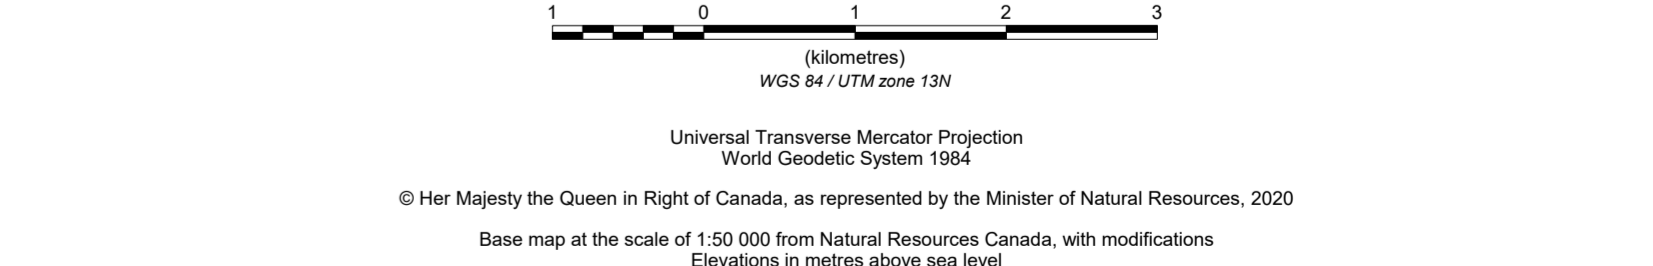 1 0 1 2 3
(kilometres)
WGS 84 / UTM zone 13N
Universal Transverse Mercator Projection
World Geodetic System 1984
© Her Majesty the Queen in Right of Canada, as represented by the Minister of Natural Resources, 2020
Base map at the scale of 1:50 000 from Natural Resources Canada, with modifications
Elevations in metres above sea level